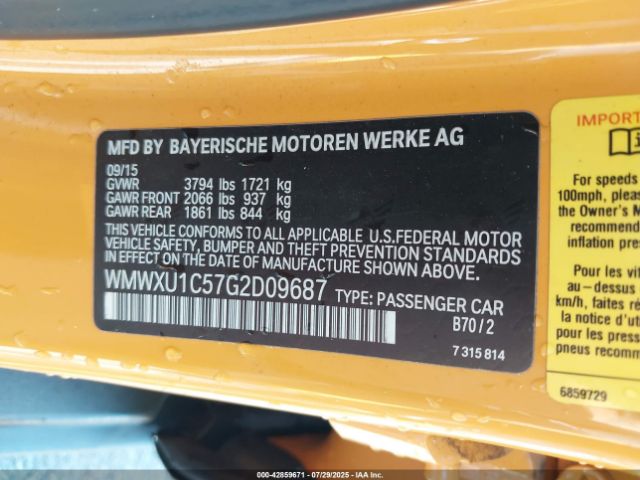 MFD BY BAYERISCHE MOTOREN WERKE AG
09/15
GVWR 3794 lbs 1721 kg
GAWR FRONT 2066 lbs 937 kg
GAWR REAR 1861 lbs 844 kg
THIS VEHICLE CONFORMS TO ALL APPLICABLE U.S.FEDERAL MOTOR
VEHICLE SAFETY, BUMPER AND THEFT PREVENTION STANDARDS
IN EFFECT ON THE DATE OF MANUFACTURE SHOWN ABOVE.
WMWXU1C57G2D09687 TYPE: PASSENGER CAR
B70/2
7 315 814
IMPORT
For speeds
100mph, pleas
the Owner's M
recommend
inflation pres
Pour les vit
au-dessus
km/h, faites r
la notice d'uti
pour les press
pneus recomm
6859729
000-42859671 07/29/2025 - IAA Inc.